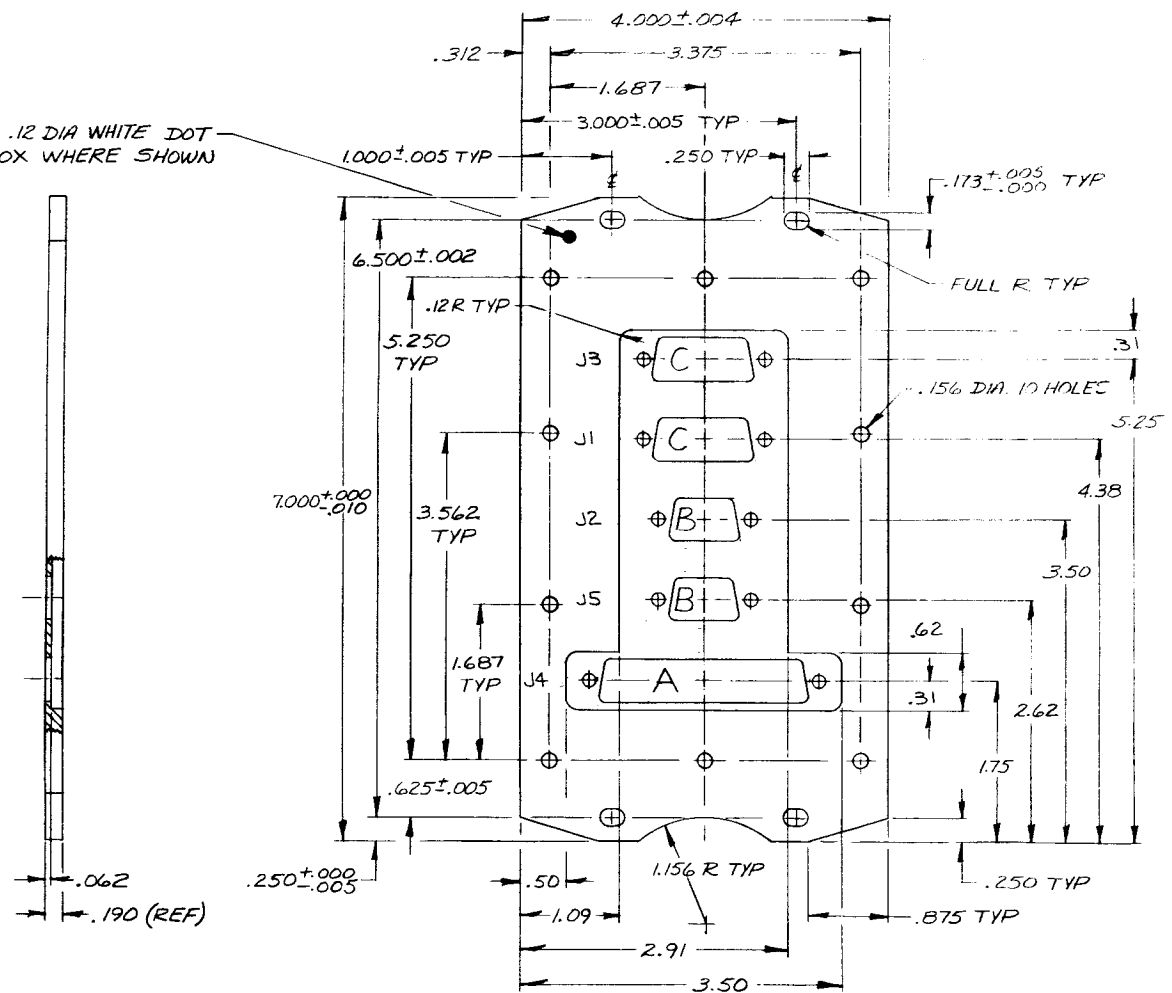 4.000±.004
.312
3.375
1.687
.12 DIA WHITE DOT
OX WHERE SHOWN
3.000±.005 TYP
1.000±.005 TYP
.250 TYP
.173 +.005 -.000 TYP
6.500±.002
FULL R TYP
.12R TYP
5.250
TYP
.31
J3
C
.156 DIA. 10 HOLES
5.25
J1
C
4.38
7.000 +.000 -.010
3.562
TYP
J2
B
3.50
J5
B
.62
1.687
TYP
J4
A
.31
2.62
1.75
.625±.005
.062
.250 +.000 -.005
.50
1.156 R TYP
.250 TYP
.190 (REF)
1.09
.875 TYP
2.91
3.50